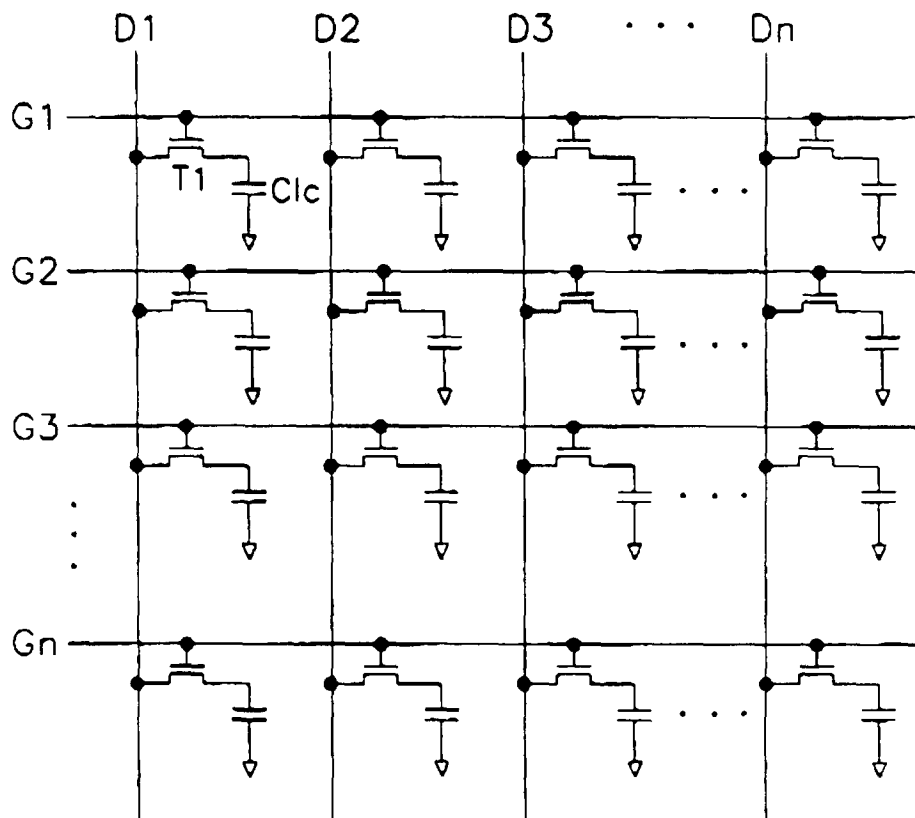 D1 D2 D3 . . . Dn
G1
T1 Clc . . .
G2
. . .
G3
. . .
.
.
.
Gn
. . .